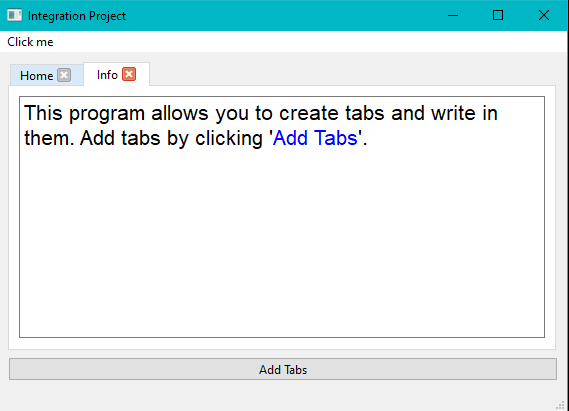 Integration Project
Click me
Home
Info
This program allows you to create tabs and write in
them. Add tabs by clicking 'Add Tabs'.
Add Tabs